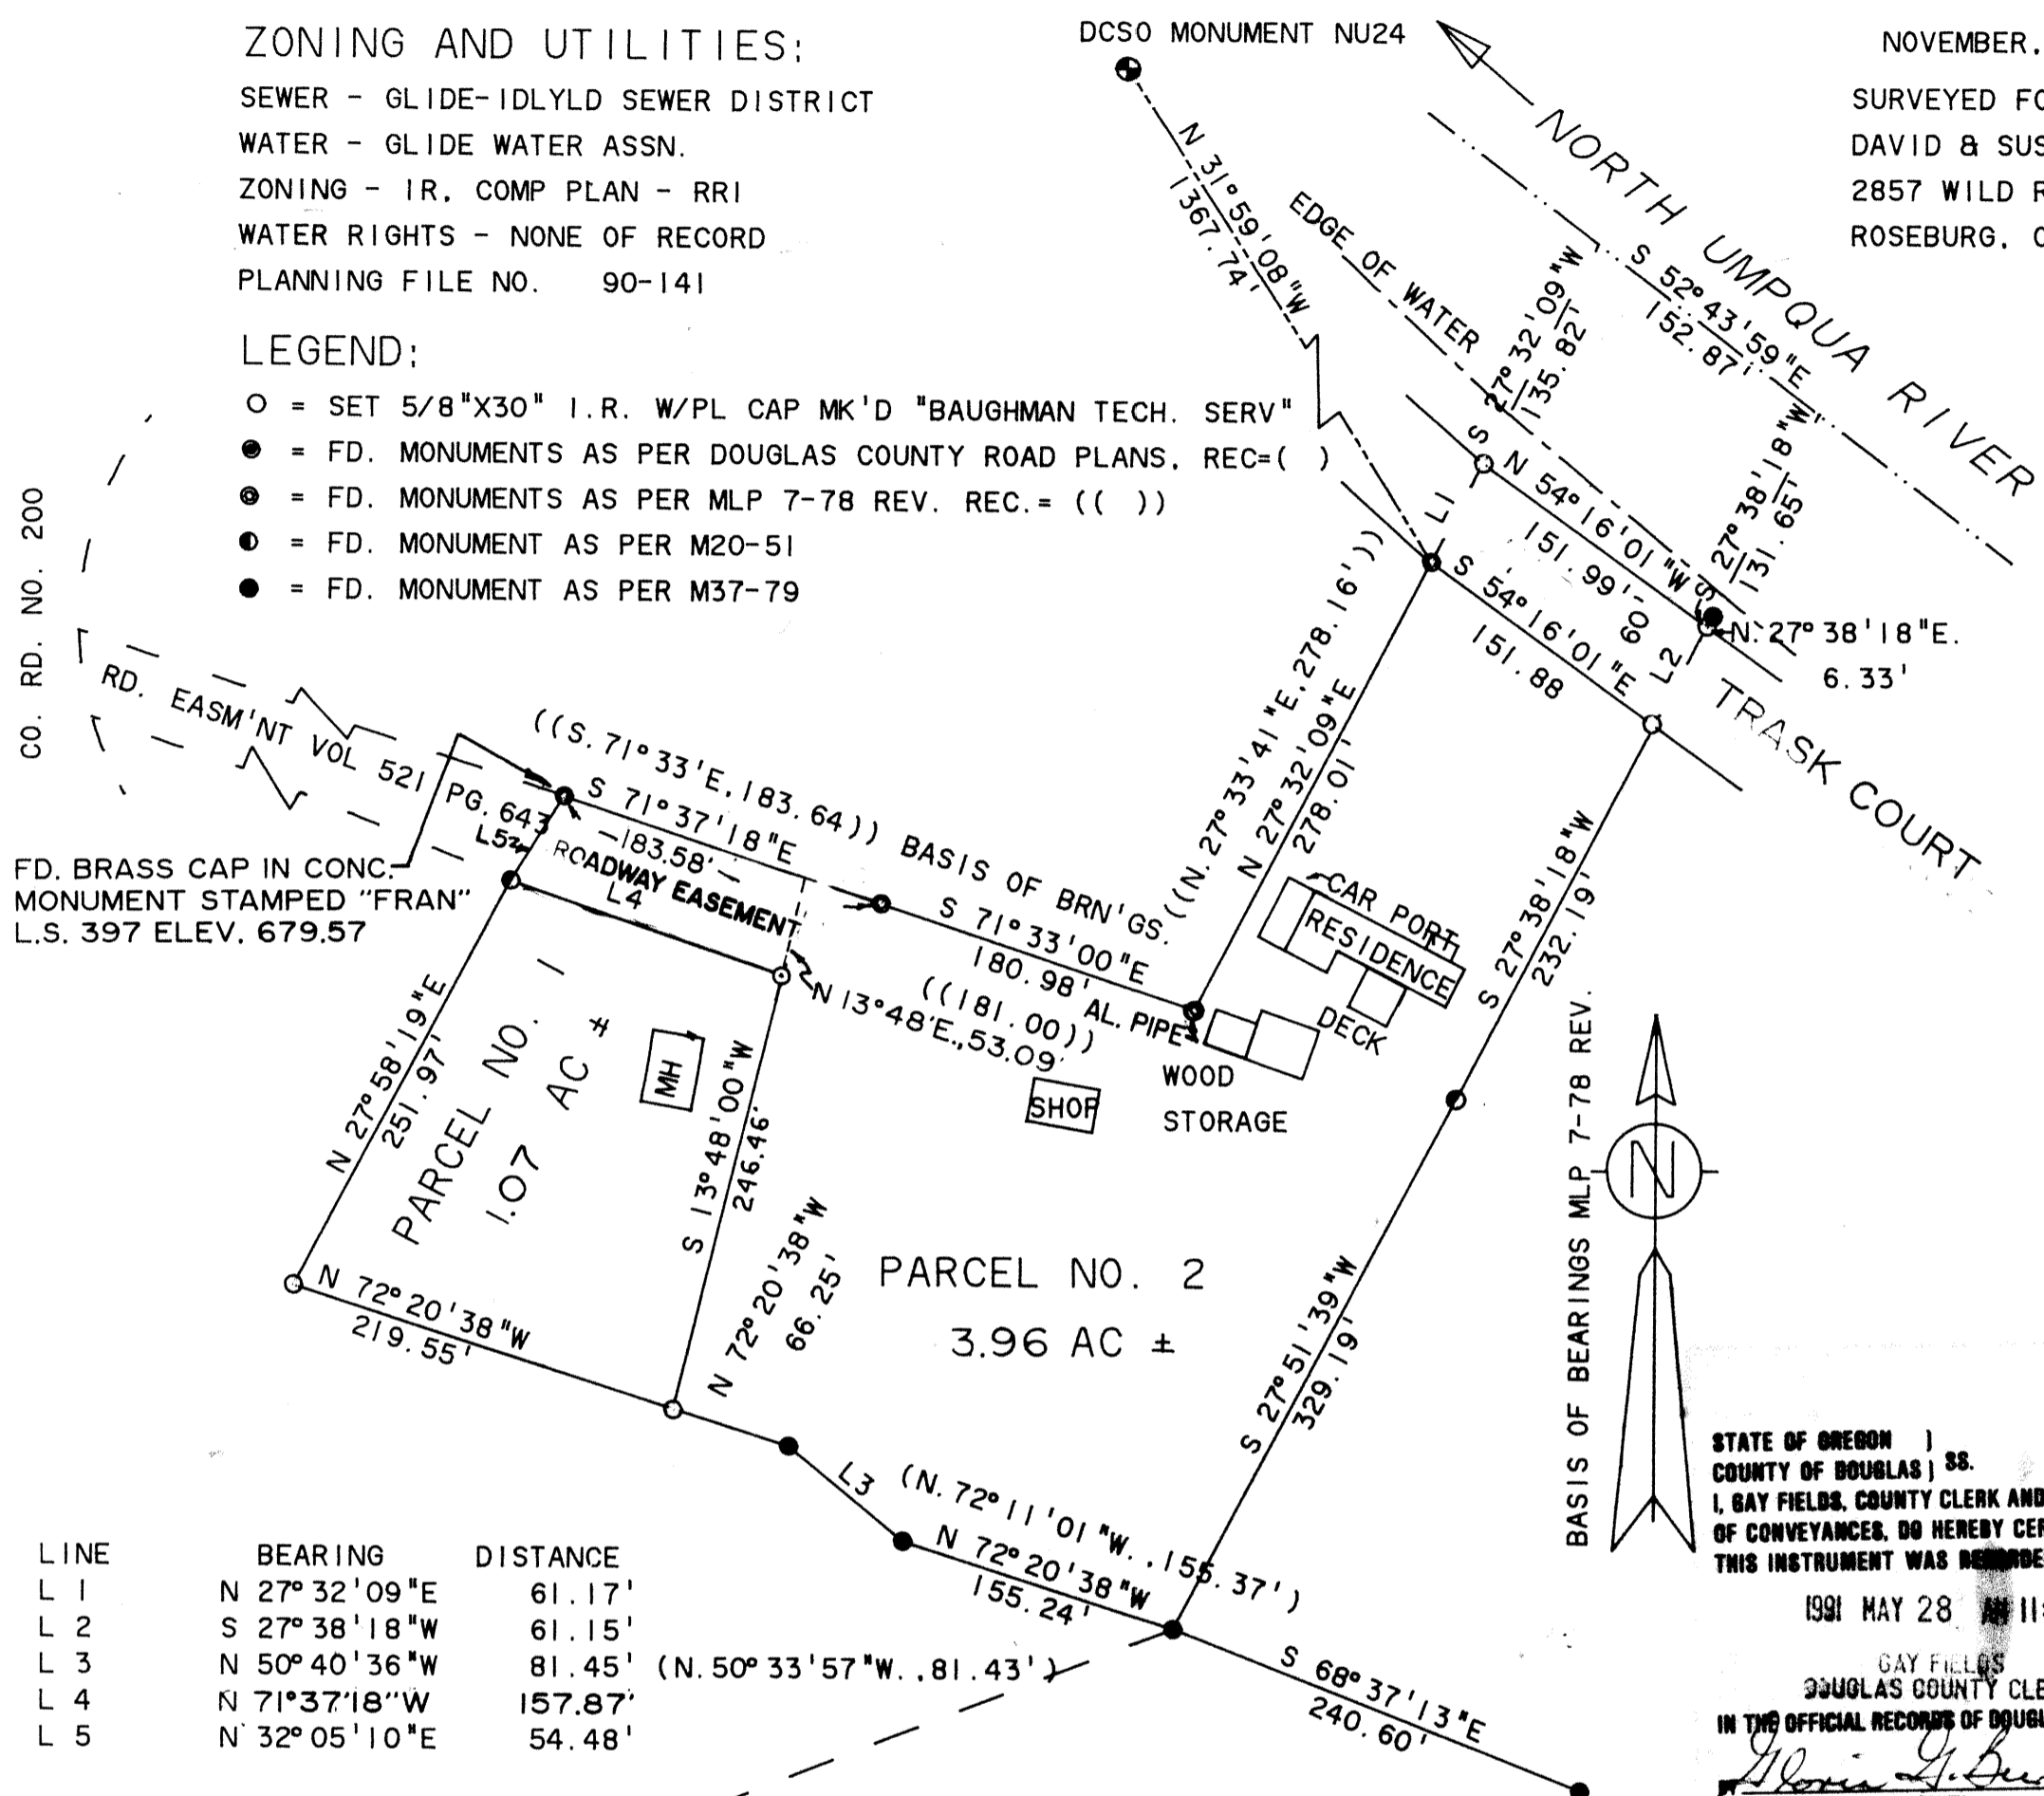 ZONING AND UTILITIES:
SEWER - GLIDE-IDLYLD SEWER DISTRICT
WATER - GLIDE WATER ASSN.
ZONING - IR, COMP PLAN - RR1
WATER RIGHTS - NONE OF RECORD
PLANNING FILE NO. 90-141
LEGEND:
O = SET 5/8"X30" I.R. W/PL CAP MK'D "BAUGHMAN TECH. SERV"
= FD. MONUMENTS AS PER DOUGLAS COUNTY ROAD PLANS, REC=( )
= FD. MONUMENTS AS PER MLP 7-78 REV. REC.= (( ))
= FD. MONUMENT AS PER M20-51
= FD. MONUMENT AS PER M37-79
DCSO MONUMENT NU24
N 31°59'08"W
1367.74'
EDGE OF WATER
NORTH UMPQUA RIVER
NOVEMBER,
SURVEYED FO
DAVID & SUS
2857 WILD R
ROSEBURG, O
S 27°32'09"W
135.82'
S 52°43'59"E
152.87'
S 27°38'18"W
131.65'
N 54°16'01"W
151.99'
60'
L1
L2
S 54°16'01"E
151.88
N 27°38'18"E.
6.33'
TRASK COURT
CO. RD. NO. 200
RD. EASM'NT VOL 521 PG. 643
FD. BRASS CAP IN CONC.
MONUMENT STAMPED "FRAN"
L.S. 397 ELEV. 679.57
((S. 71°33'E, 183.64)) BASIS OF BRN'GS.
S 71°37'18"E
183.58'
L5
ROADWAY EASEMENT
L4
S 71°33'00"E
180.98'
((181.00))
AL. PIPE
N 13°48'E., 53.09'
((N. 27°33'41"E, 278.16'))
N 27°32'09"E
278.01'
CAR PORT
RESIDENCE
DECK
WOOD
STORAGE
SHOP
MH
S 27°38'18"W
232.19'
N 27°58'19"E
251.97'
PARCEL NO. 1
1.07 AC ±
S 13°48'00"W
246.46'
N 72°20'38"W
219.55'
N 72°20'38"W
66.25'
PARCEL NO. 2
3.96 AC ±
S 27°51'39"W
329.19'
BASIS OF BEARINGS MLP 7-78 REV.
N
L3
(N. 72°11'01"W., 155.37')
N 72°20'38"W
155.24'
S 68°37'13"E
240.60'
LINE BEARING DISTANCE
L 1 N 27°32'09"E 61.17'
L 2 S 27°38'18"W 61.15'
L 3 N 50°40'36"W 81.45' (N. 50°33'57"W., 81.43')
L 4 N 71°37'18"W 157.87'
L 5 N 32°05'10"E 54.48'
STATE OF OREGON )
COUNTY OF DOUGLAS ) SS.
I, GAY FIELDS, COUNTY CLERK AND
OF CONVEYANCES, DO HEREBY CER
THIS INSTRUMENT WAS RECORDE
1991 MAY 28 AM 11:
GAY FIELDS
DOUGLAS COUNTY CLE
IN THE OFFICIAL RECORDS OF DOUGL